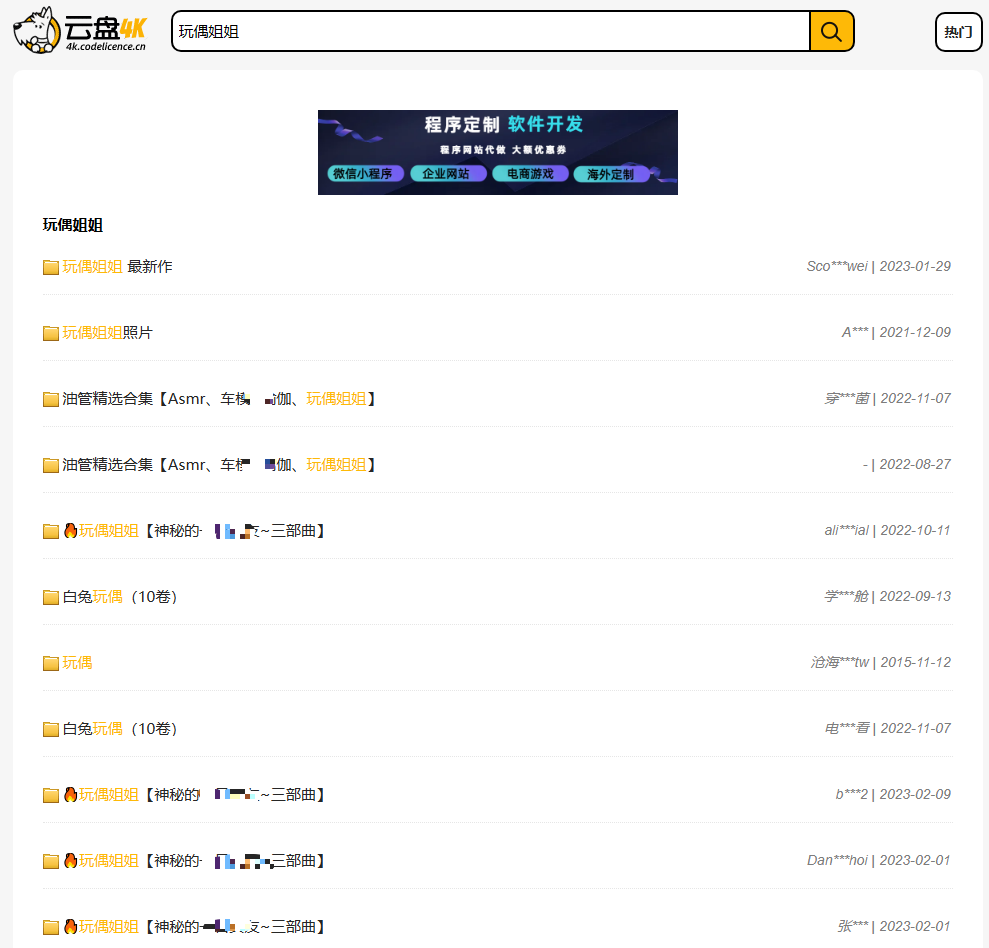 云盘4K
4k.codelicence.cn
玩偶姐姐
热门
程序定制 软件开发
程序网站代做 大额优惠券
微信小程序 企业网站 电商游戏 海外定制
玩偶姐姐
玩偶姐姐 最新作 Sco***wei | 2023-01-29
玩偶姐姐照片 A*** | 2021-12-09
油管精选合集【Asmr、车 伽、玩偶姐姐】 穿***菌 | 2022-11-07
油管精选合集【Asmr、车 伽、玩偶姐姐】 - | 2022-08-27
玩偶姐姐【神秘的 ~三部曲】 ali***ial | 2022-10-11
白兔玩偶（10卷） 学***舱 | 2022-09-13
玩偶 沧海***tw | 2015-11-12
白兔玩偶（10卷） 电***看 | 2022-11-07
玩偶姐姐【神秘的 ~三部曲】 b***2 | 2023-02-09
玩偶姐姐【神秘的 三部曲】 Dan***hoi | 2023-02-01
玩偶姐姐【神秘的 ~三部曲】 张*** | 2023-02-01